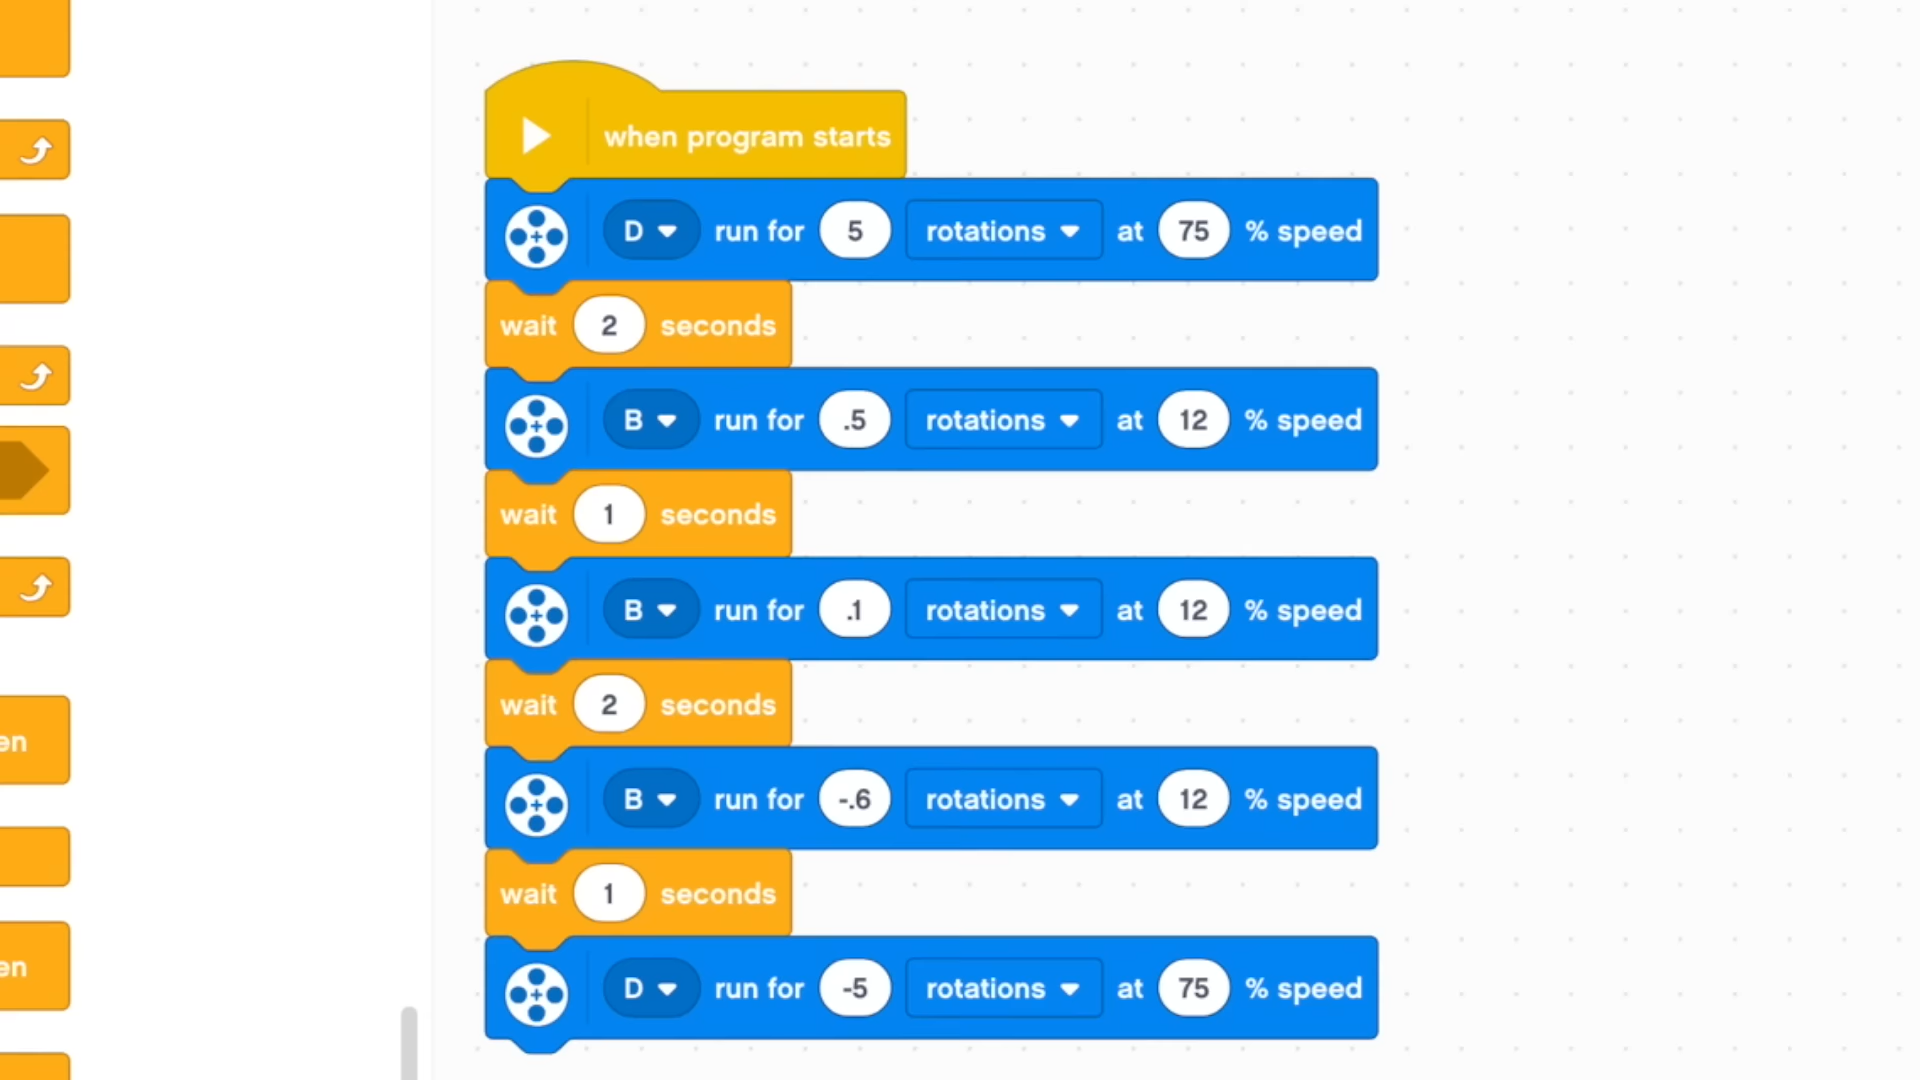 when program starts
D run for 5 rotations at 75 % speed
wait 2 seconds
B run for .5 rotations at 12 % speed
wait 1 seconds
B run for .1 rotations at 12 % speed
wait 2 seconds
en
B run for -.6 rotations at 12 % speed
wait 1 seconds
en
D run for -5 rotations at 75 % speed